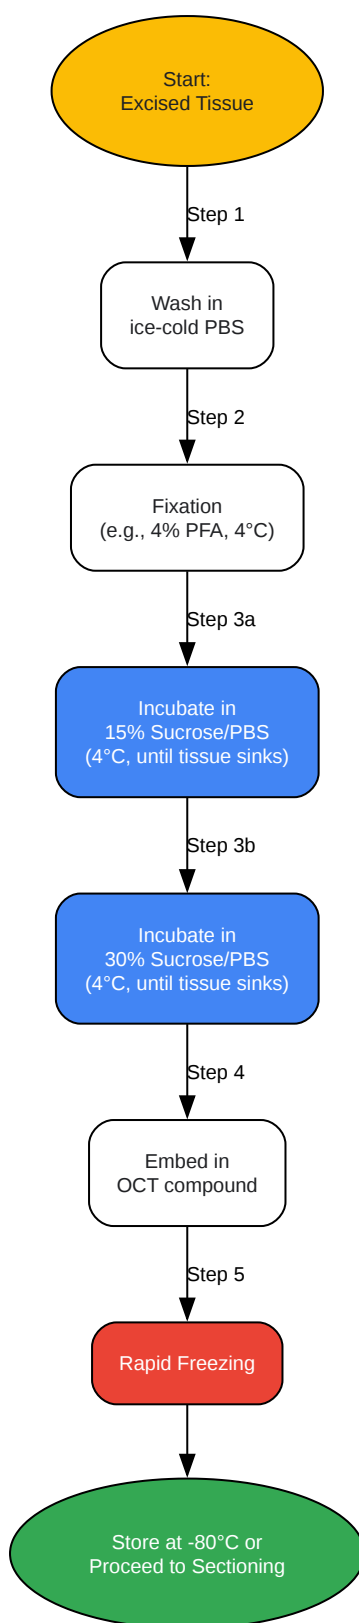 Start:
Excised Tissue
Step 1
Wash in
ice-cold PBS
Step 2
Fixation
(e.g., 4% PFA, 4°C)
Step 3a
Incubate in
15% Sucrose/PBS
(4°C, until tissue sinks)
Step 3b
Incubate in
30% Sucrose/PBS
(4°C, until tissue sinks)
Step 4
Embed in
OCT compound
Step 5
Rapid Freezing
Store at -80°C or
Proceed to Sectioning